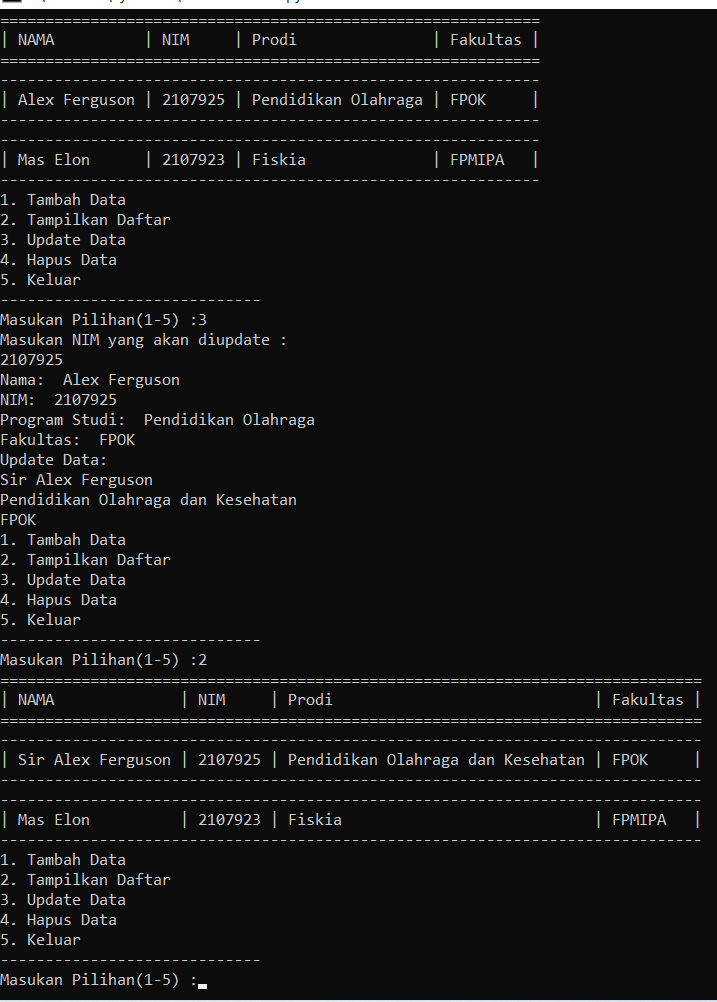 ============================================================
| NAMA          | NIM     | Prodi               | Fakultas |
============================================================
------------------------------------------------------------
| Alex Ferguson | 2107925 | Pendidikan Olahraga | FPOK     |
------------------------------------------------------------
------------------------------------------------------------
| Mas Elon      | 2107923 | Fiskia              | FPMIPA   |
------------------------------------------------------------
1. Tambah Data
2. Tampilkan Daftar
3. Update Data
4. Hapus Data
5. Keluar
-----------------------------
Masukan Pilihan(1-5) :3
Masukan NIM yang akan diupdate :
2107925
Nama:  Alex Ferguson
NIM:  2107925
Program Studi:  Pendidikan Olahraga
Fakultas:  FPOK
Update Data:
Sir Alex Ferguson
Pendidikan Olahraga dan Kesehatan
FPOK
1. Tambah Data
2. Tampilkan Daftar
3. Update Data
4. Hapus Data
5. Keluar
-----------------------------
Masukan Pilihan(1-5) :2
==============================================================================
| NAMA              | NIM     | Prodi                             | Fakultas |
==============================================================================
------------------------------------------------------------------------------
| Sir Alex Ferguson | 2107925 | Pendidikan Olahraga dan Kesehatan | FPOK     |
------------------------------------------------------------------------------
------------------------------------------------------------------------------
| Mas Elon          | 2107923 | Fiskia                            | FPMIPA   |
------------------------------------------------------------------------------
1. Tambah Data
2. Tampilkan Daftar
3. Update Data
4. Hapus Data
5. Keluar
-----------------------------
Masukan Pilihan(1-5) :